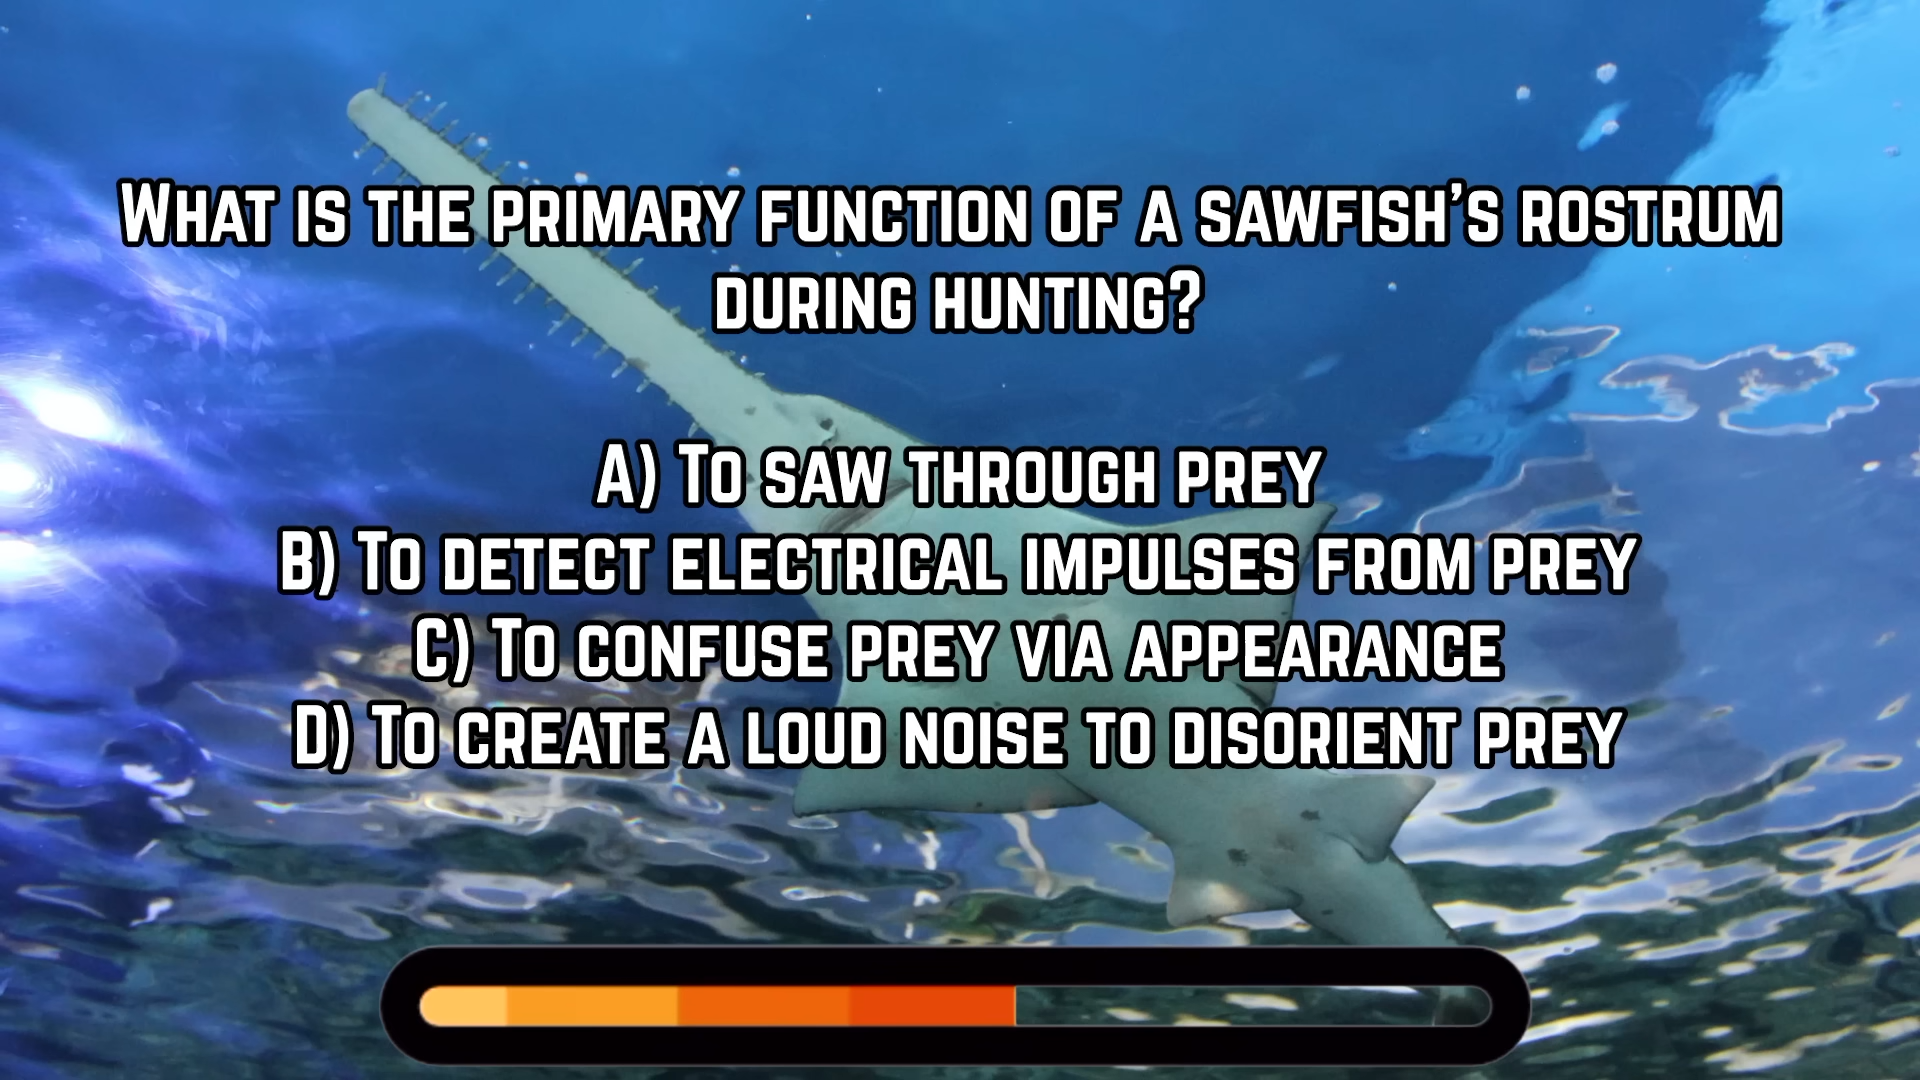 What is the primary function of a sawfish's rostrum
during hunting?
A) To saw through prey
B) To detect electrical impulses from prey
C) To confuse prey via appearance
D) To create a loud noise to disorient prey